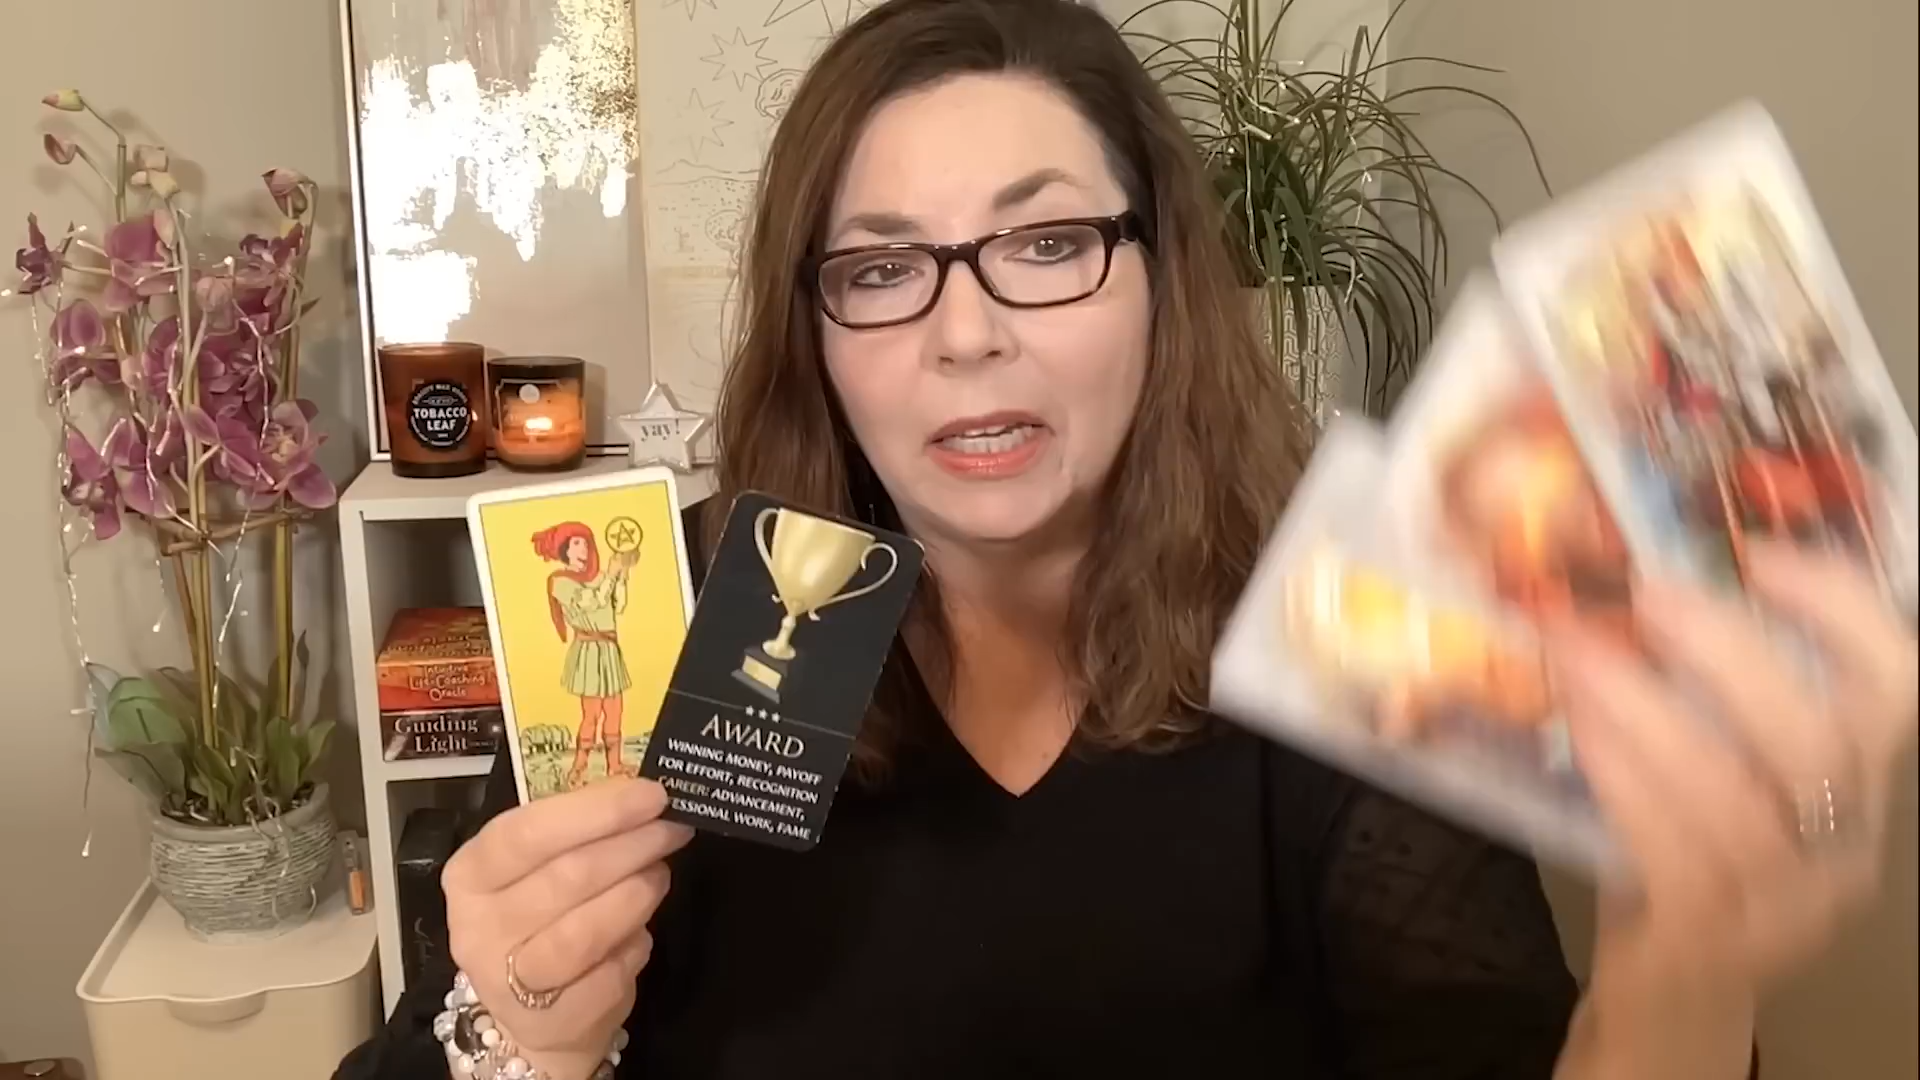 TOBACCO
LEAF
yay!
Intuitive
Life-Coaching
Oracle
Guiding
Light
AWARD
WINNING MONEY, PAYOFF
FOR EFFORT, RECOGNITION
CAREER: ADVANCEMENT,
ESSIONAL WORK, FAME